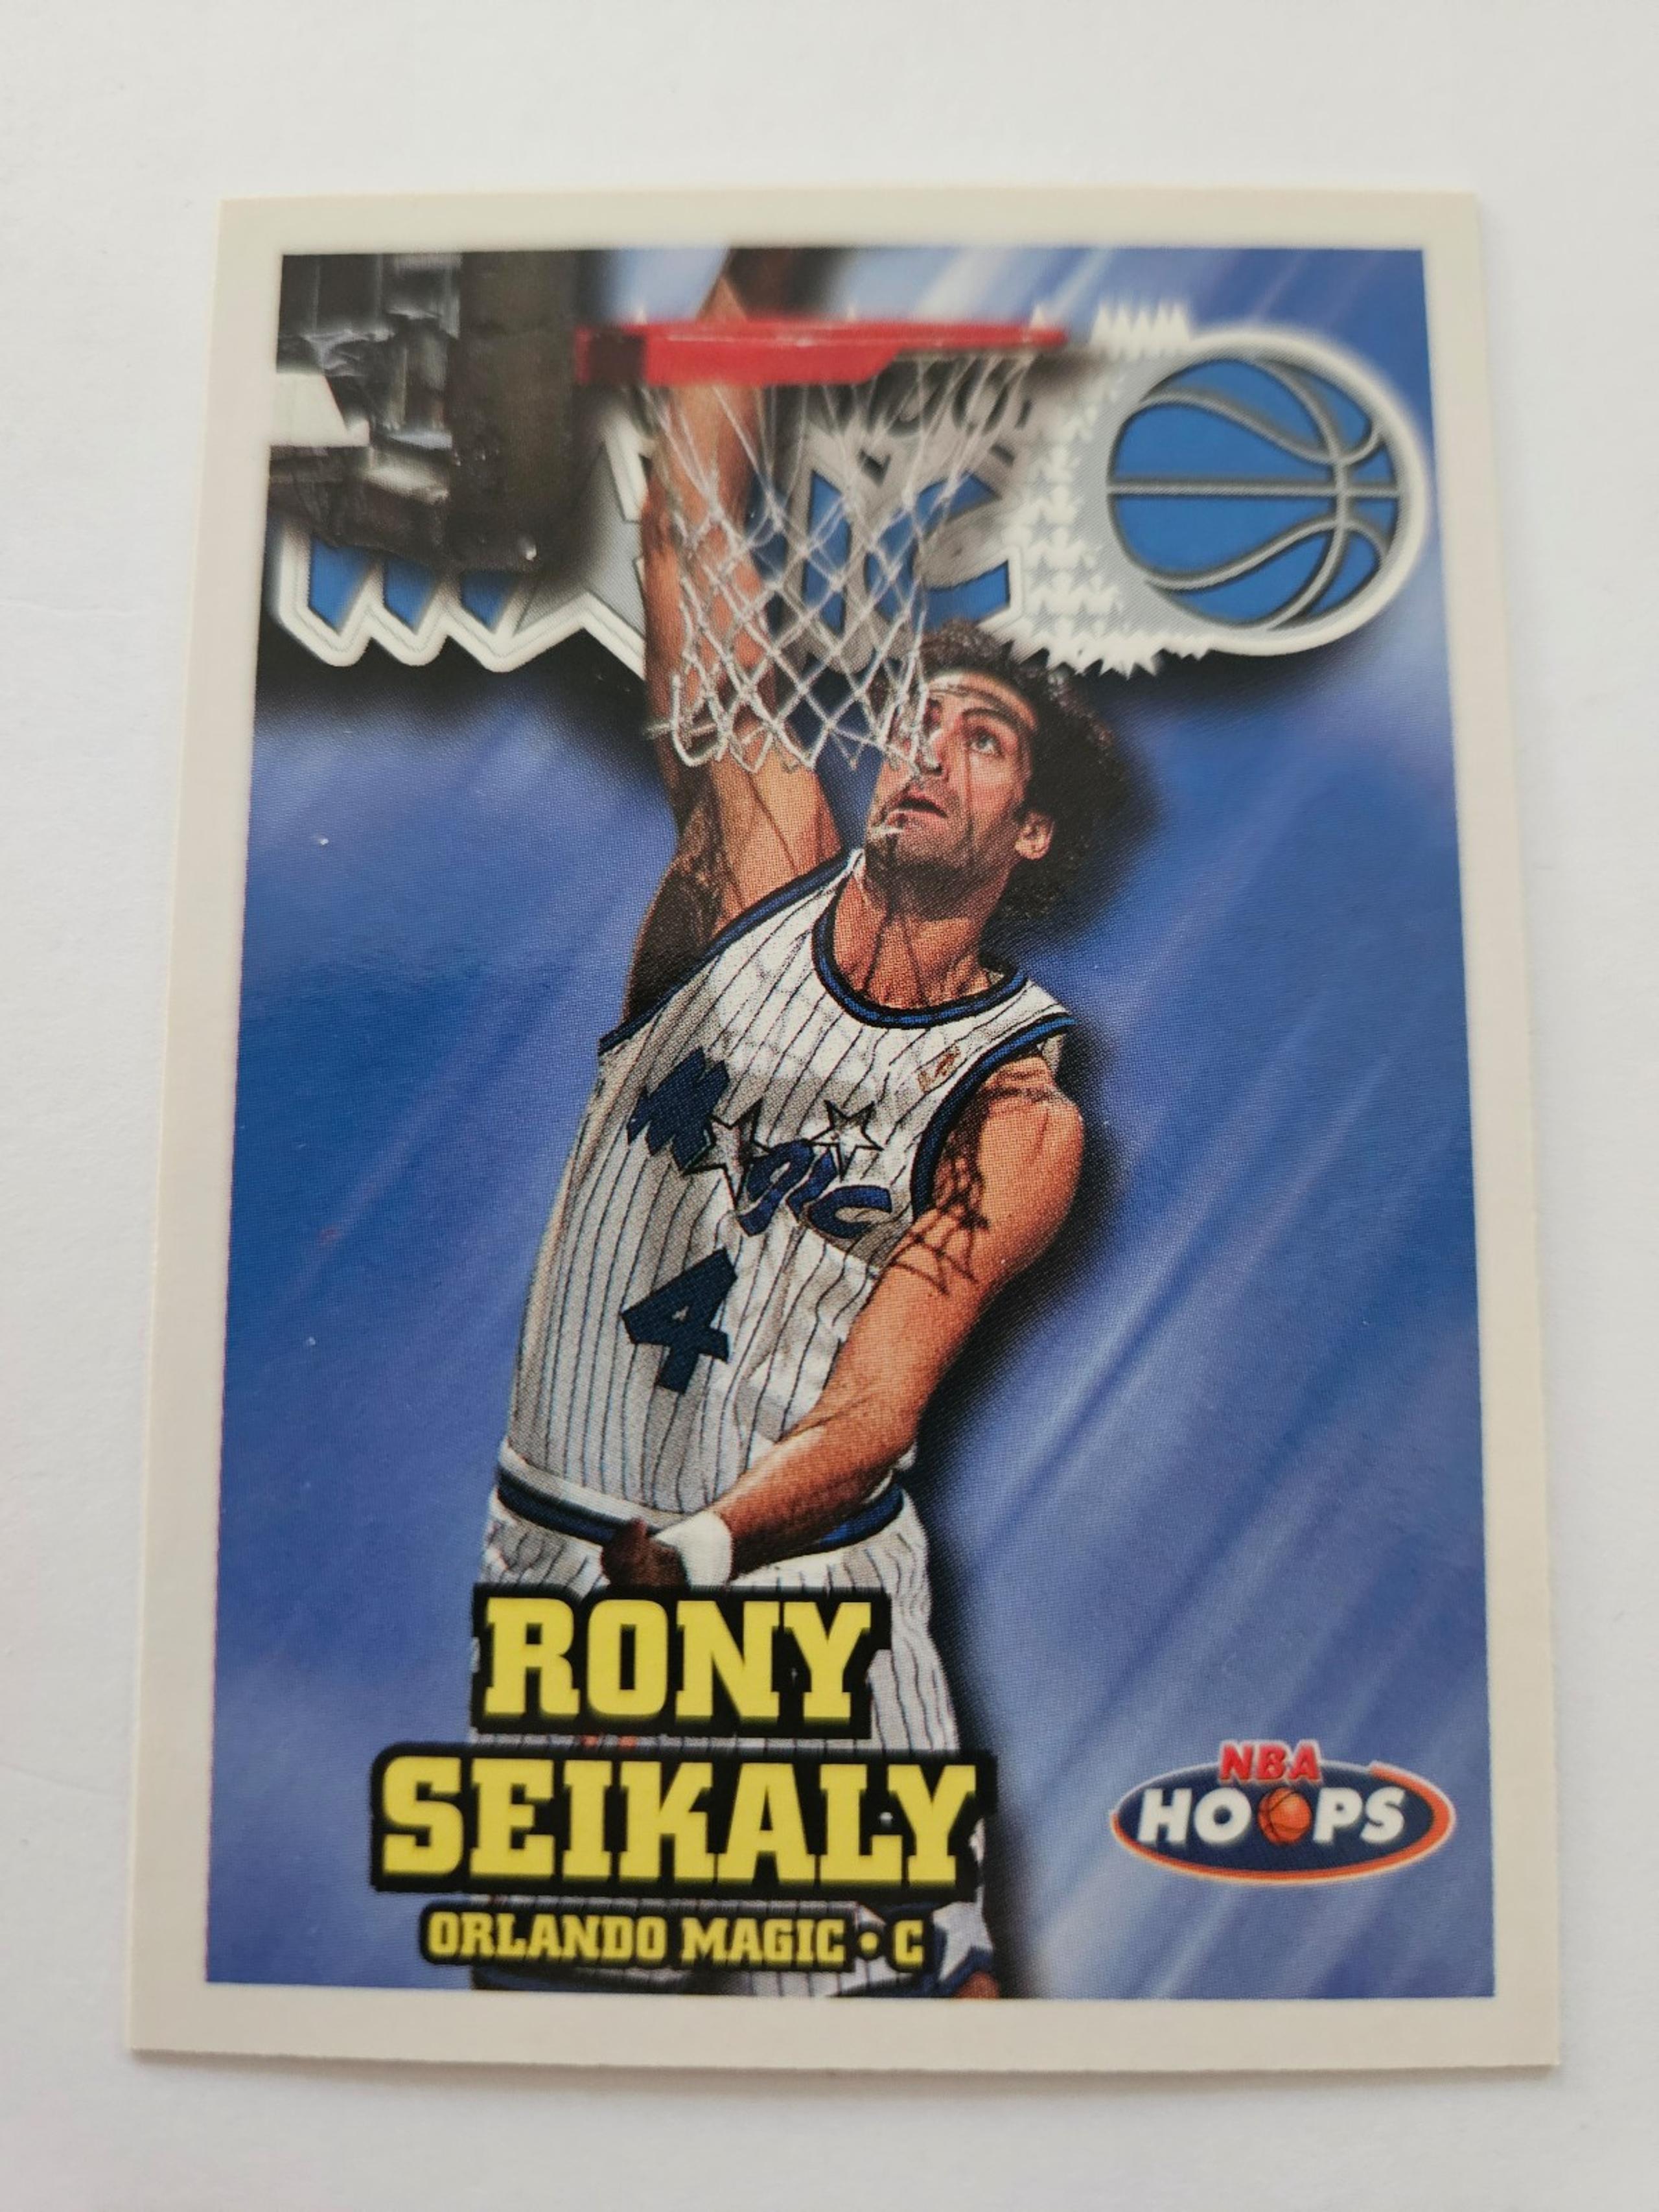 Magic
4
RONY
SEIKALY
ORLANDO MAGIC • C
NBA
HOOPS